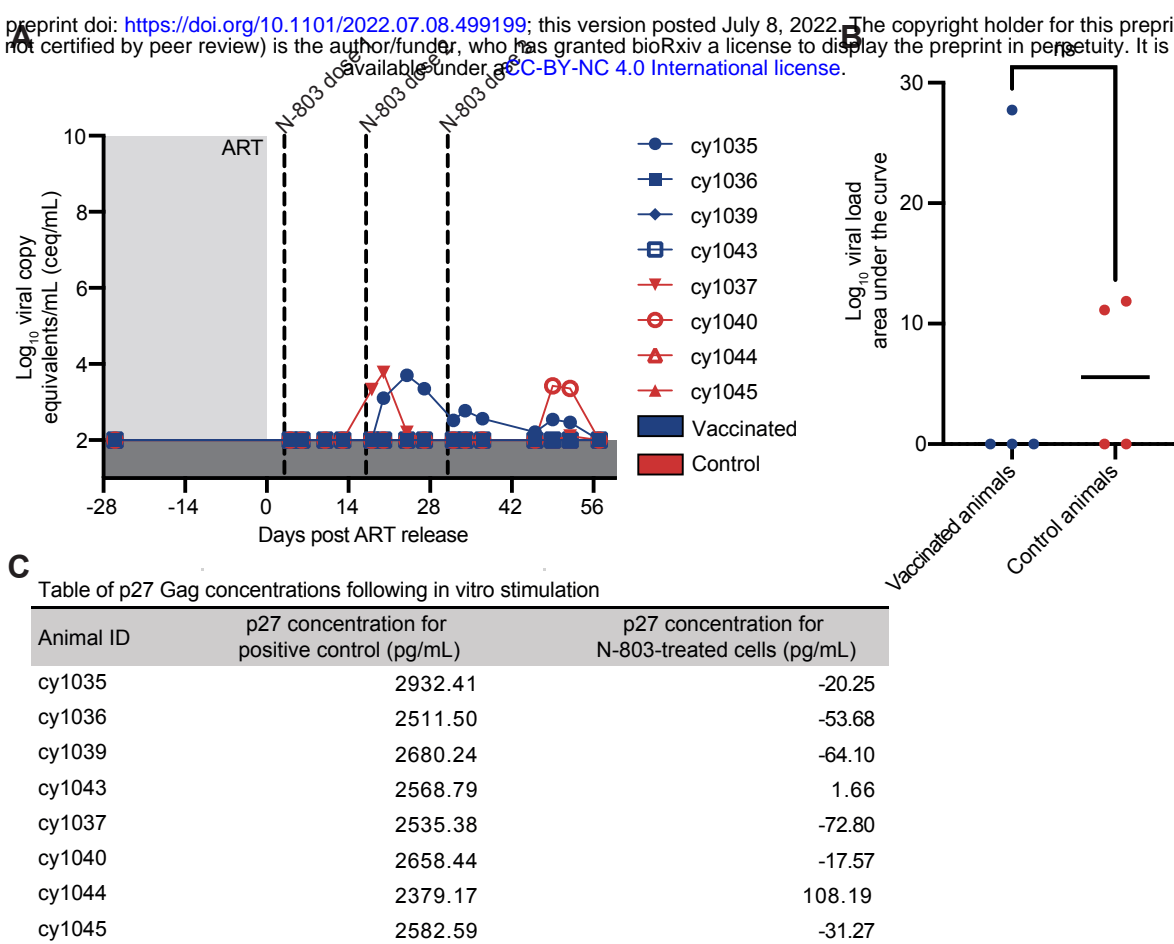 preprint doi: https://doi.org/10.1101/2022.07.08.499199; this version posted July 8, 2022. The copyright holder for this prepri
not certified by peer review) is the author/funder, who has granted bioRxiv a license to display the preprint in perpetuity. It is
available under aCC-BY-NC 4.0 International license.
A
N-803 dose 1
N-803 dose 2
N-803 dose 3
ART
Log10 viral copy
equivalents/mL (ceq/mL)
10
8
6
4
2
-28
-14
0
14
28
42
56
Days post ART release
cy1035
cy1036
cy1039
cy1043
cy1037
cy1040
cy1044
cy1045
Vaccinated
Control
B
ns
Log10 viral load
area under the curve
30
20
10
0
Vaccinated animals
Control animals
C
Table of p27 Gag concentrations following in vitro stimulation
Animal ID
p27 concentration for
positive control (pg/mL)
p27 concentration for
N-803-treated cells (pg/mL)
cy1035 2932.41 -20.25
cy1036 2511.50 -53.68
cy1039 2680.24 -64.10
cy1043 2568.79 1.66
cy1037 2535.38 -72.80
cy1040 2658.44 -17.57
cy1044 2379.17 108.19
cy1045 2582.59 -31.27